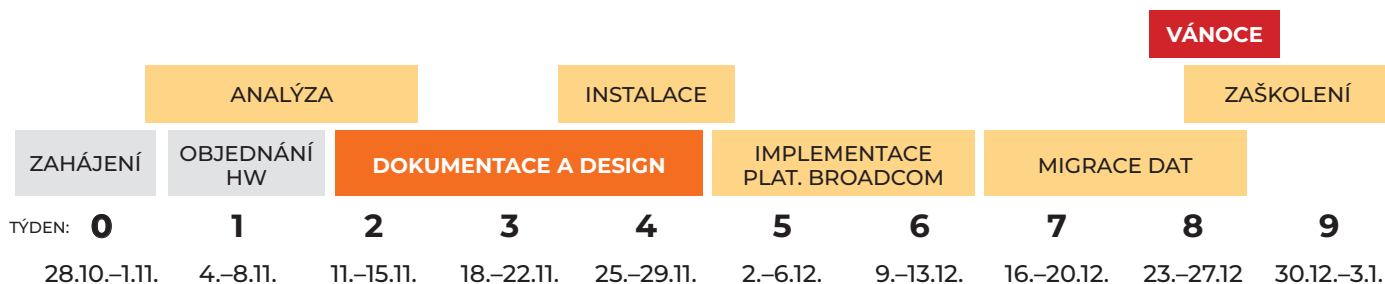 VÁNOCE
ANALÝZA INSTALACE ZAŠKOLENÍ
ZAHÁJENÍ
OBJEDNÁNÍ
HW
DOKUMENTACE A DESIGN
IMPLEMENTACE
PLAT. BROADCOM
MIGRACE DAT
TÝDEN: 0 1 2 3 4 5 6 7 8 9
28.10.–1.11. 4.–8.11. 11.–15.11. 18.–22.11. 25.–29.11. 2.–6.12. 9.–13.12. 16.–20.12. 23.–27.12 30.12.–3.1.